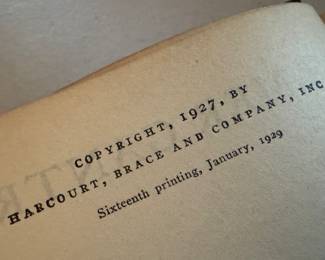 COPYRIGHT, 1927, BY
HARCOURT, BRACE AND COMPANY, INC
Sixteenth printing, January, 1929